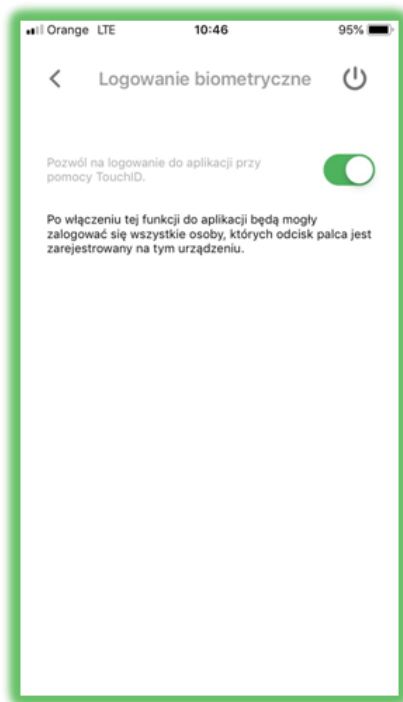 Orange LTE 10:46 95%
Logowanie biometryczne
Pozwól na logowanie do aplikacji przy
pomocy TouchID.
Po włączeniu tej funkcji do aplikacji będą mogły
zalogować się wszystkie osoby, których odcisk palca jest
zarejestrowany na tym urządzeniu.